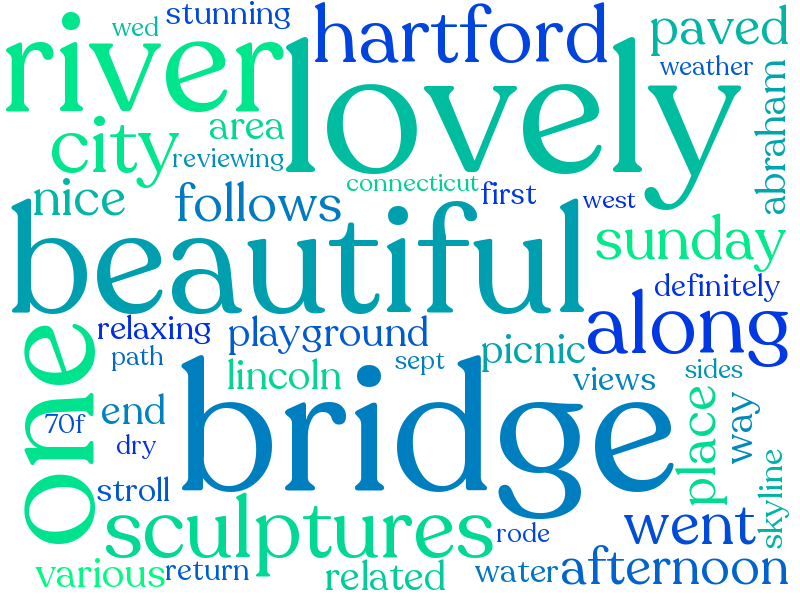 wed
stunning
hartford
paved
river
lovely
weather
abraham
city
area
reviewing
connecticut
first
west
nice
follows
sunday
beautiful
definitely
one
relaxing
playground
along
path
lincoln
sept
picnic
views
sides
bridge
70f
end
dry
place
way
stroll
sculptures
rode
went
skyline
various
return
related
water
afternoon